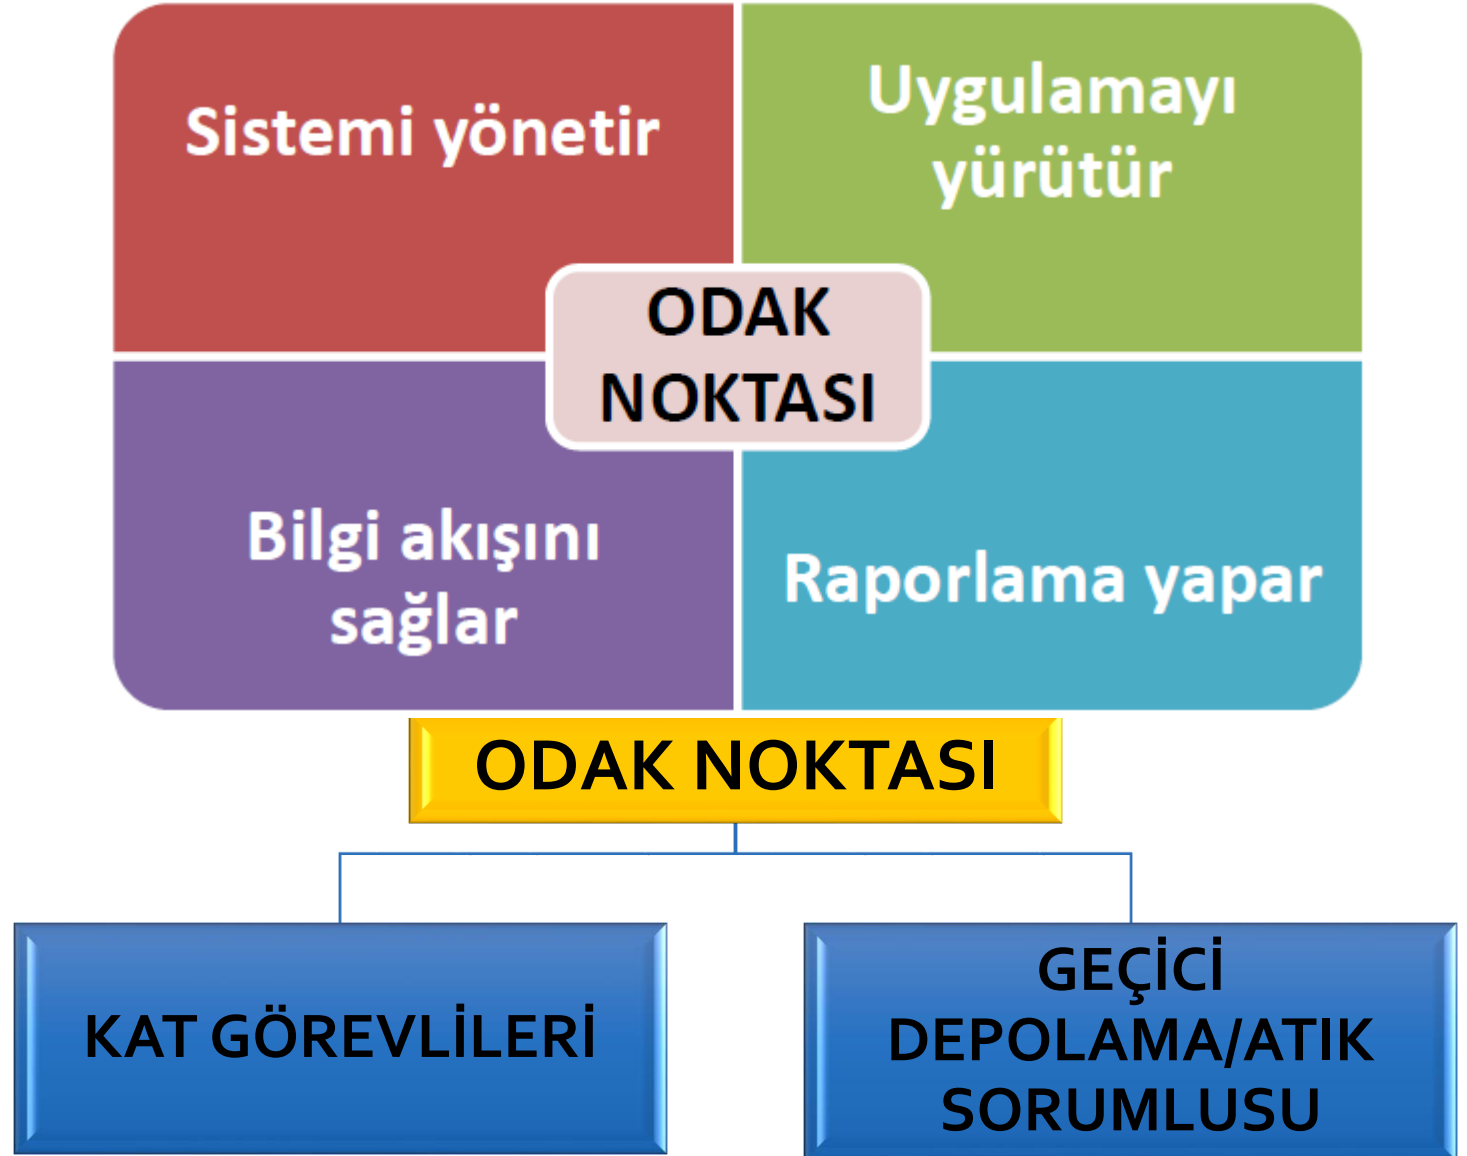 Sistemi yönetir
Uygulamayı
yürütür
ODAK
NOKTASI
Bilgi akışını
sağlar
Raporlama yapar
ODAK NOKTASI
KAT GÖREVLİLERİ
GEÇİCİ
DEPOLAMA/ATIK
SORUMLUSU